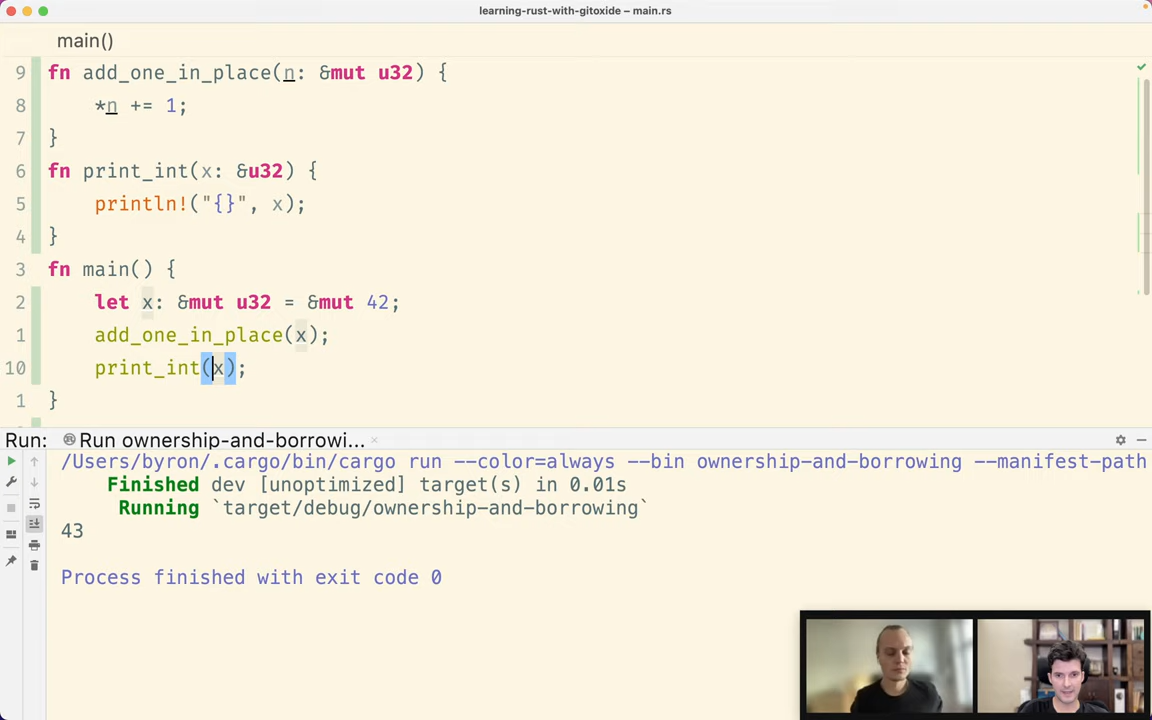 learning-rust-with-gitoxide – main.rs
main()
9 fn add_one_in_place(n: &mut u32) {
8 *n += 1;
7 }
6 fn print_int(x: &u32) {
5 println!("{}", x);
4 }
3 fn main() {
2 let x: &mut u32 = &mut 42;
1 add_one_in_place(x);
10 print_int(x);
1 }
Run: Run ownership-and-borrowi...
/Users/byron/.cargo/bin/cargo run --color=always --bin ownership-and-borrowing --manifest-path
Finished dev [unoptimized] target(s) in 0.01s
Running `target/debug/ownership-and-borrowing`
43
Process finished with exit code 0